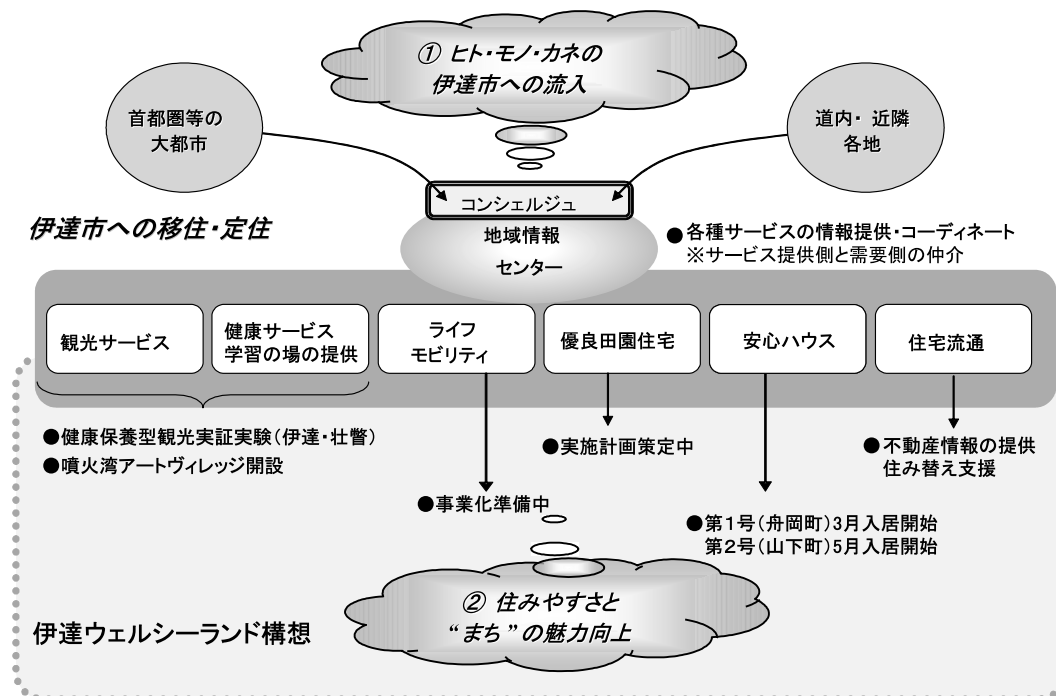 ① ヒト・モノ・カネの
伊達市への流入
首都圏等の
大都市
道内・ 近隣
各地
コンシェルジュ
地域情報
センター
伊達市への移住・定住
●各種サービスの情報提供・コーディネート
※サービス提供側と需要側の仲介
観光サービス
健康サービス
学習の場の提供
ライフ
モビリティ
優良田園住宅
安心ハウス
住宅流通
●健康保養型観光実証実験(伊達・壮瞥)
●噴火湾アートヴィレッジ開設
●事業化準備中
●実施計画策定中
●第1号(舟岡町)3月入居開始
第2号(山下町)5月入居開始
●不動産情報の提供
住み替え支援
② 住みやすさと
“まち”の魅力向上
伊達ウェルシーランド構想